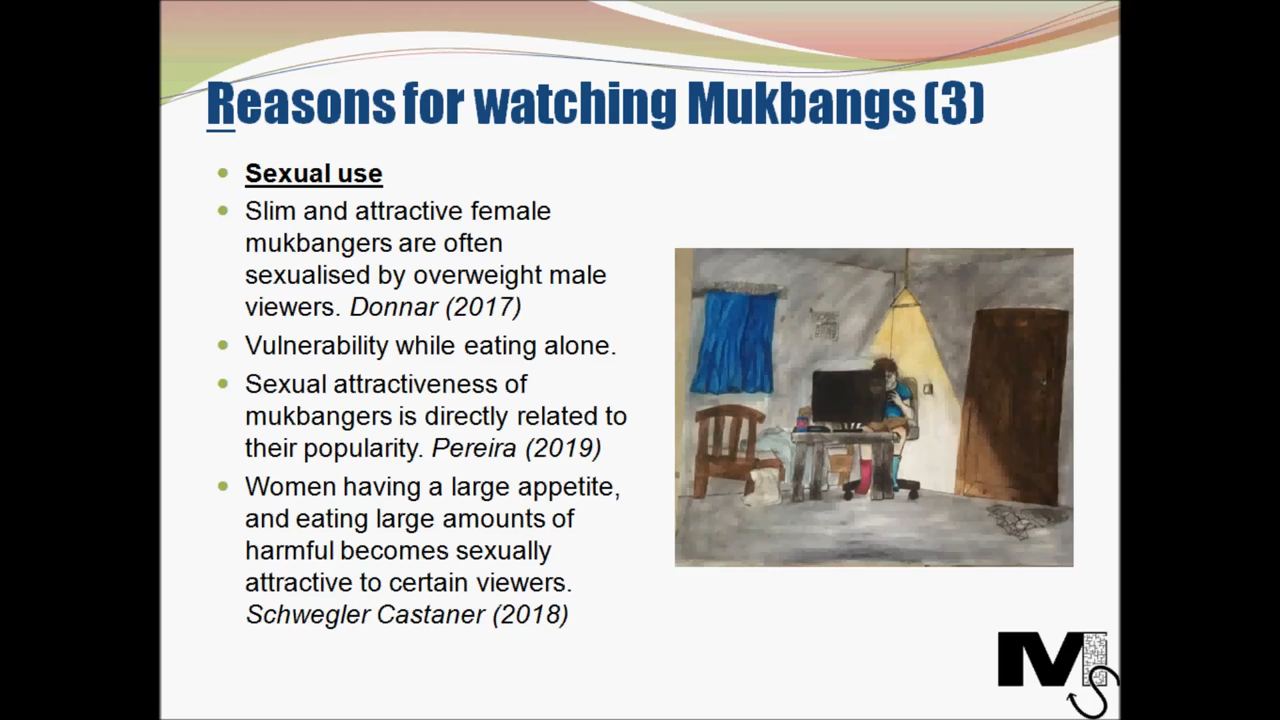 Reasons for watching Mukbangs (3)
Sexual use
Slim and attractive female
mukbangers are often
sexualised by overweight male
viewers. Donnar (2017)
Vulnerability while eating alone.
Sexual attractiveness of
mukbangers is directly related to
their popularity. Pereira (2019)
Women having a large appetite,
and eating large amounts of
harmful becomes sexually
attractive to certain viewers.
Schwegler Castaner (2018)
MS